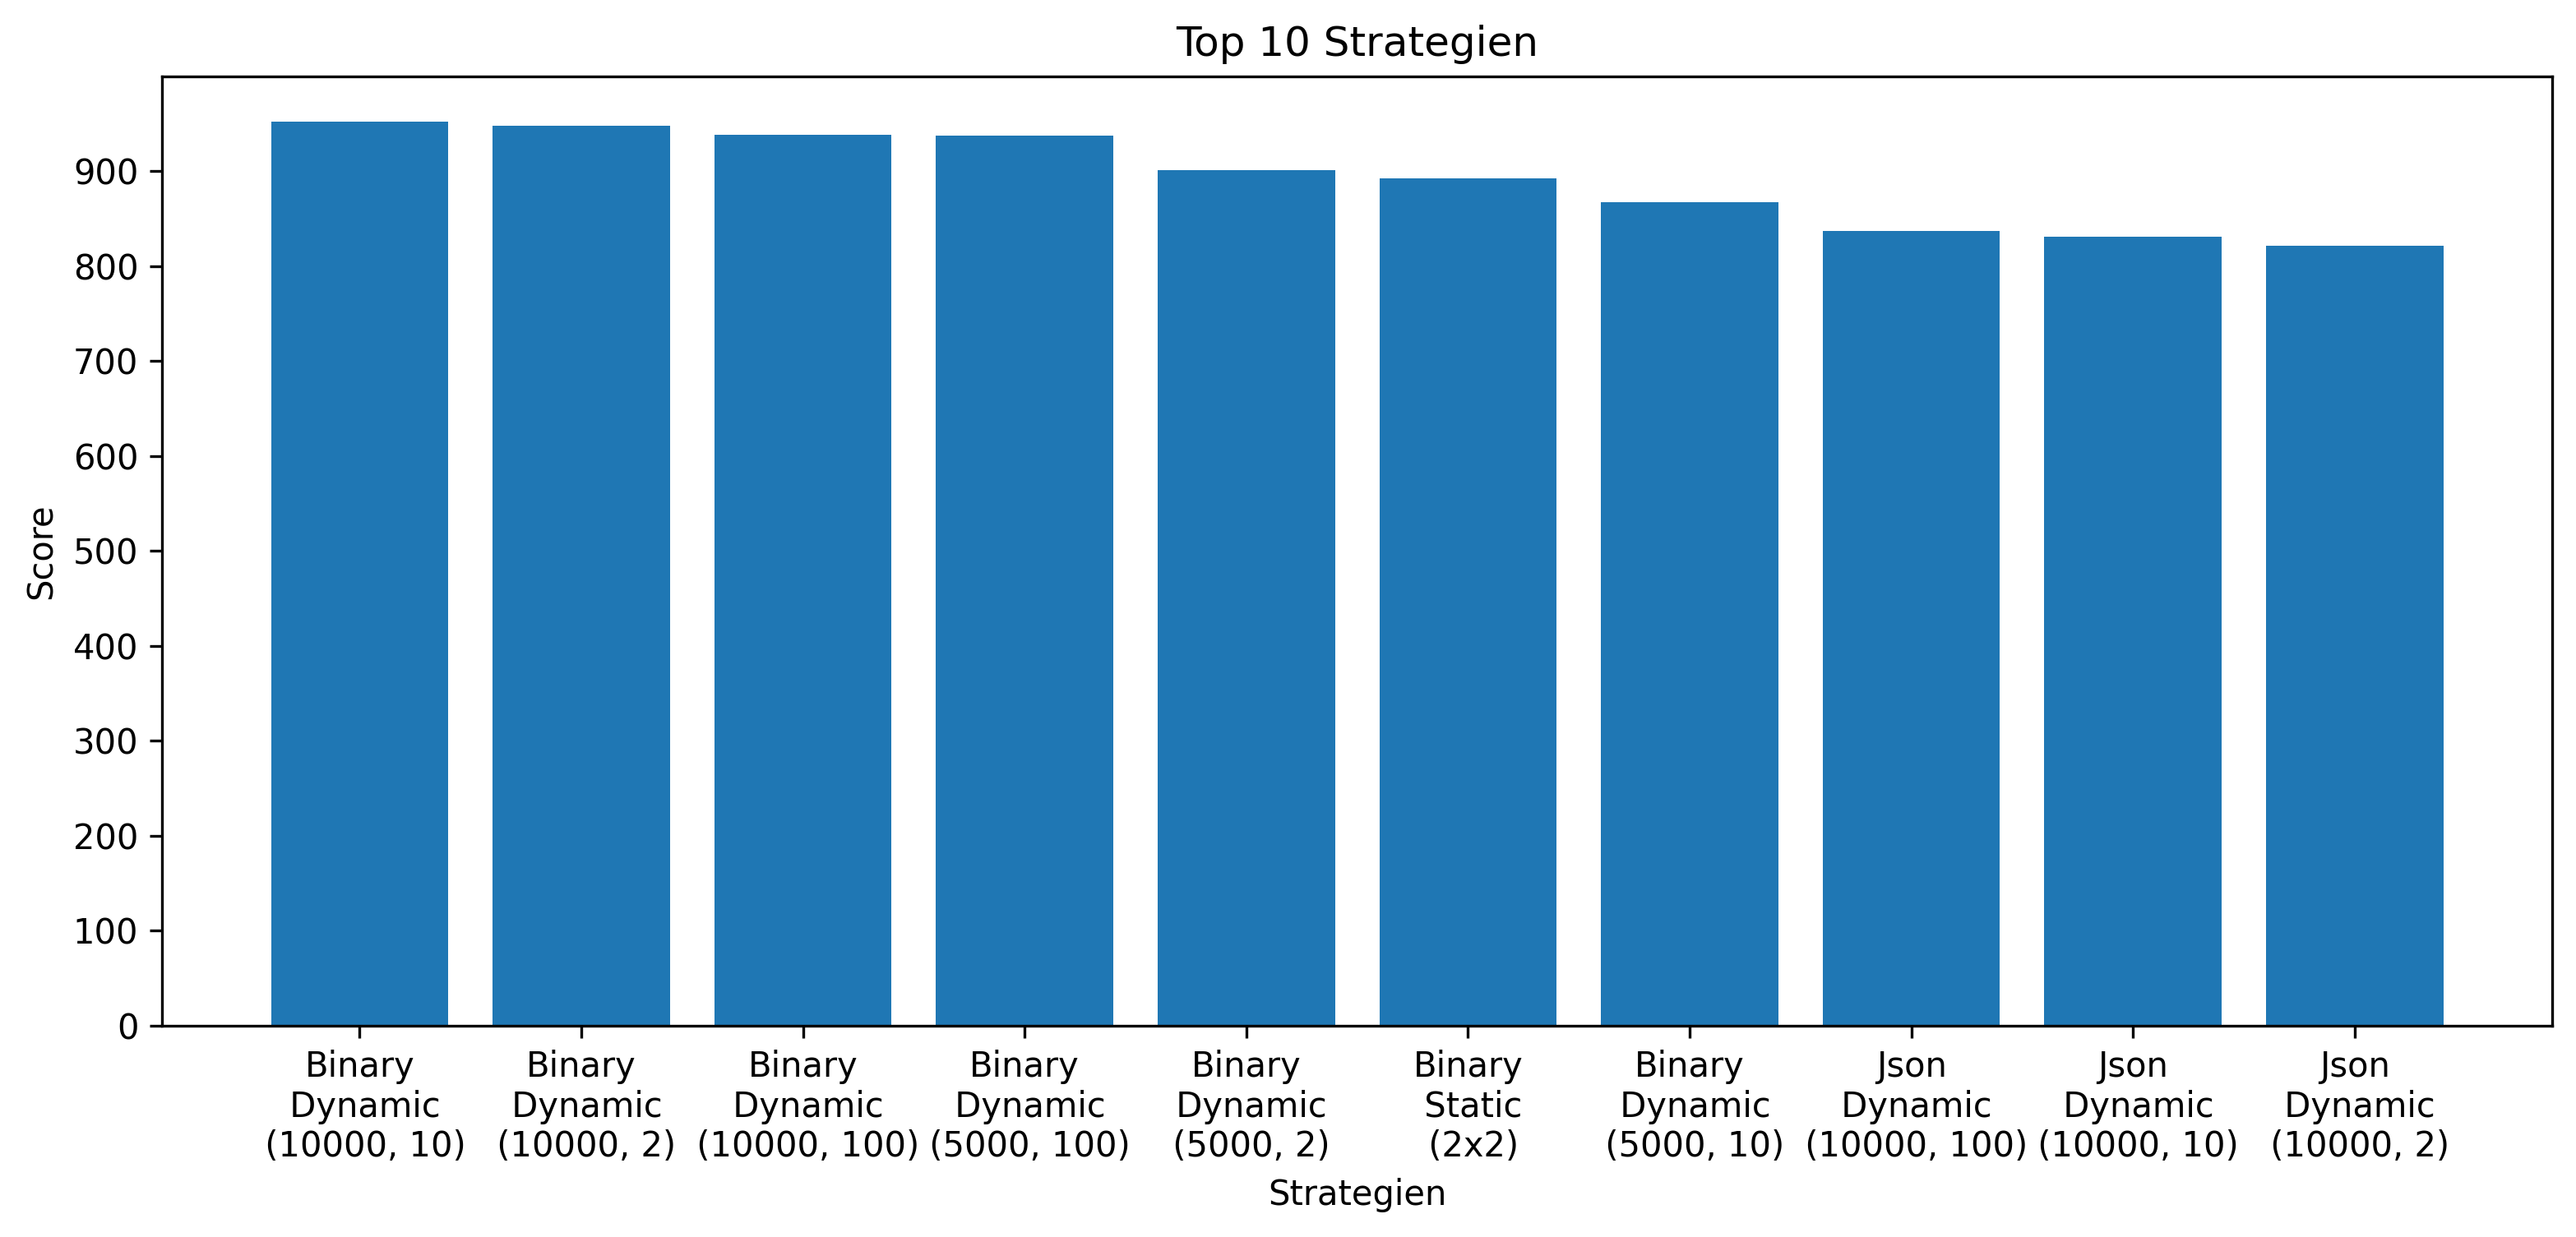 Top 10 Strategien
Score
900
800
700
600
500
400
300
200
100
0
Binary
Dynamic
(10000, 10)
Binary
Dynamic
(10000, 2)
Binary
Dynamic
(10000, 100)
Binary
Dynamic
(5000, 100)
Binary
Dynamic
(5000, 2)
Binary
Static
(2x2)
Binary
Dynamic
(5000, 10)
Json
Dynamic
(10000, 100)
Json
Dynamic
(10000, 10)
Json
Dynamic
(10000, 2)
Strategien